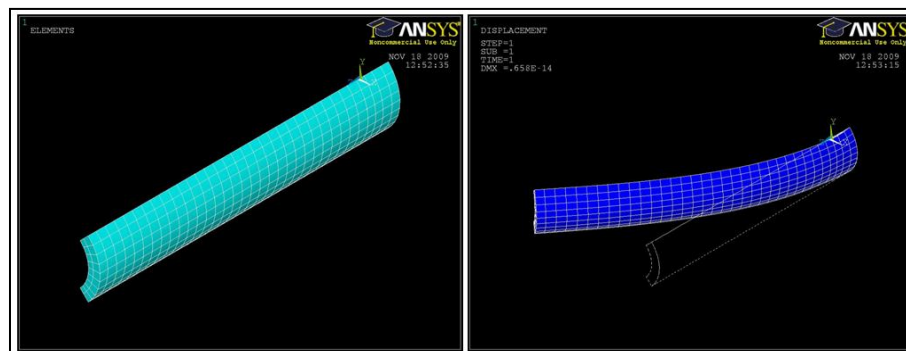 1
ELEMENTS
ANSYS
Noncommercial Use Only
NOV 18 2009
12:52:35
Y
1
DISPLACEMENT
STEP=1
SUB =1
TIME=1
DMX =.658E-14
ANSYS
Noncommercial Use Only
NOV 18 2009
12:53:15
Y